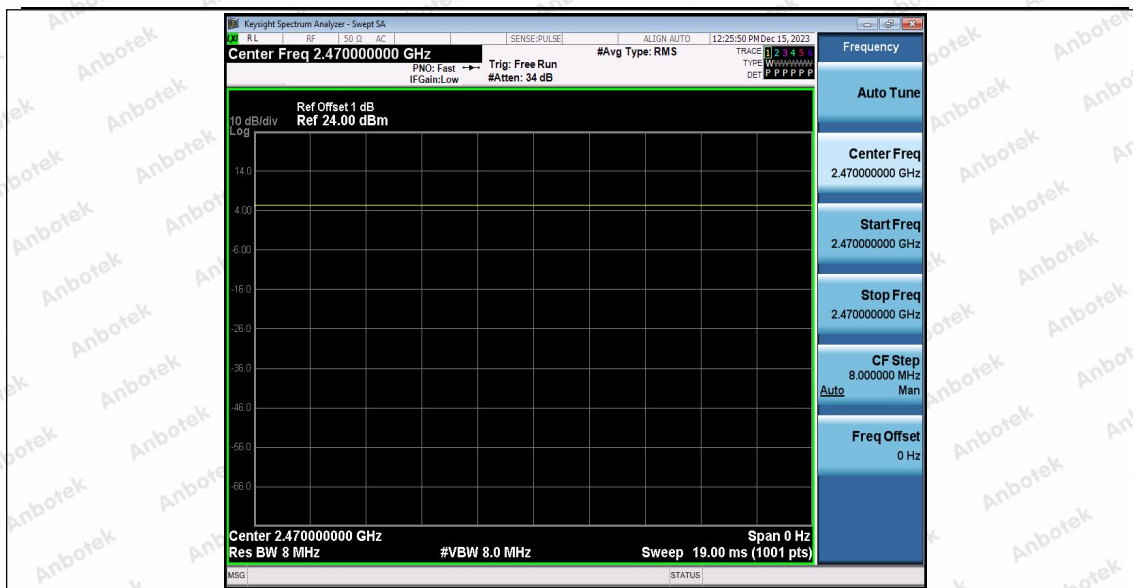 Keysight Spectrum Analyzer - Swept SA
RL RF 50 Ω AC SENSE:PULSE ALIGN AUTO 12:25:50 PM Dec 15, 2023
Center Freq 2.470000000 GHz
#Avg Type: RMS
TRACE 1 2 3 4 5 6
PNO: Fast
Trig: Free Run
TYPE WWWWWW
IFGain:Low
#Atten: 34 dB
DET P P P P P P
Ref Offset 1 dB
10 dB/div Ref 24.00 dBm
Log
14.0
4.00
-6.00
-16.0
-26.0
-36.0
-46.0
-56.0
-66.0
Center 2.470000000 GHz Span 0 Hz
Res BW 8 MHz #VBW 8.0 MHz Sweep 19.00 ms (1001 pts)
MSG STATUS
Frequency
Auto Tune
Center Freq
2.470000000 GHz
Start Freq
2.470000000 GHz
Stop Freq
2.470000000 GHz
CF Step
8.000000 MHz
Auto Man
Freq Offset
0 Hz
Anbotek